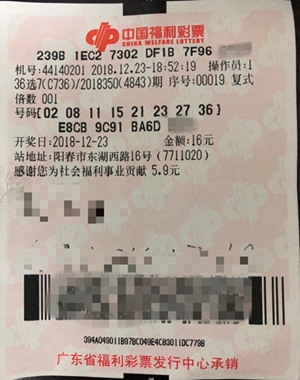 中国福利彩票
CHINA WELFARE LOTTERY
239B 1EC2 7302 DF1B 7F96
机号:44140201 2018.12.23-18:52:19 操作员:1
36选7(C736)/2018350(4843)期 序号:00019 复式
倍数 001
号码{02 08 11 15 21 23 27 36}
E8CB 9C91 BA6D
开奖日:2018-12-23 金额:16元
站地址:阳春市东湖西路16号(7711020)
感谢您为社会福利事业贡献 5.9元
394A049011B97BC049E4C83011DC779B
广东省福利彩票发行中心承销